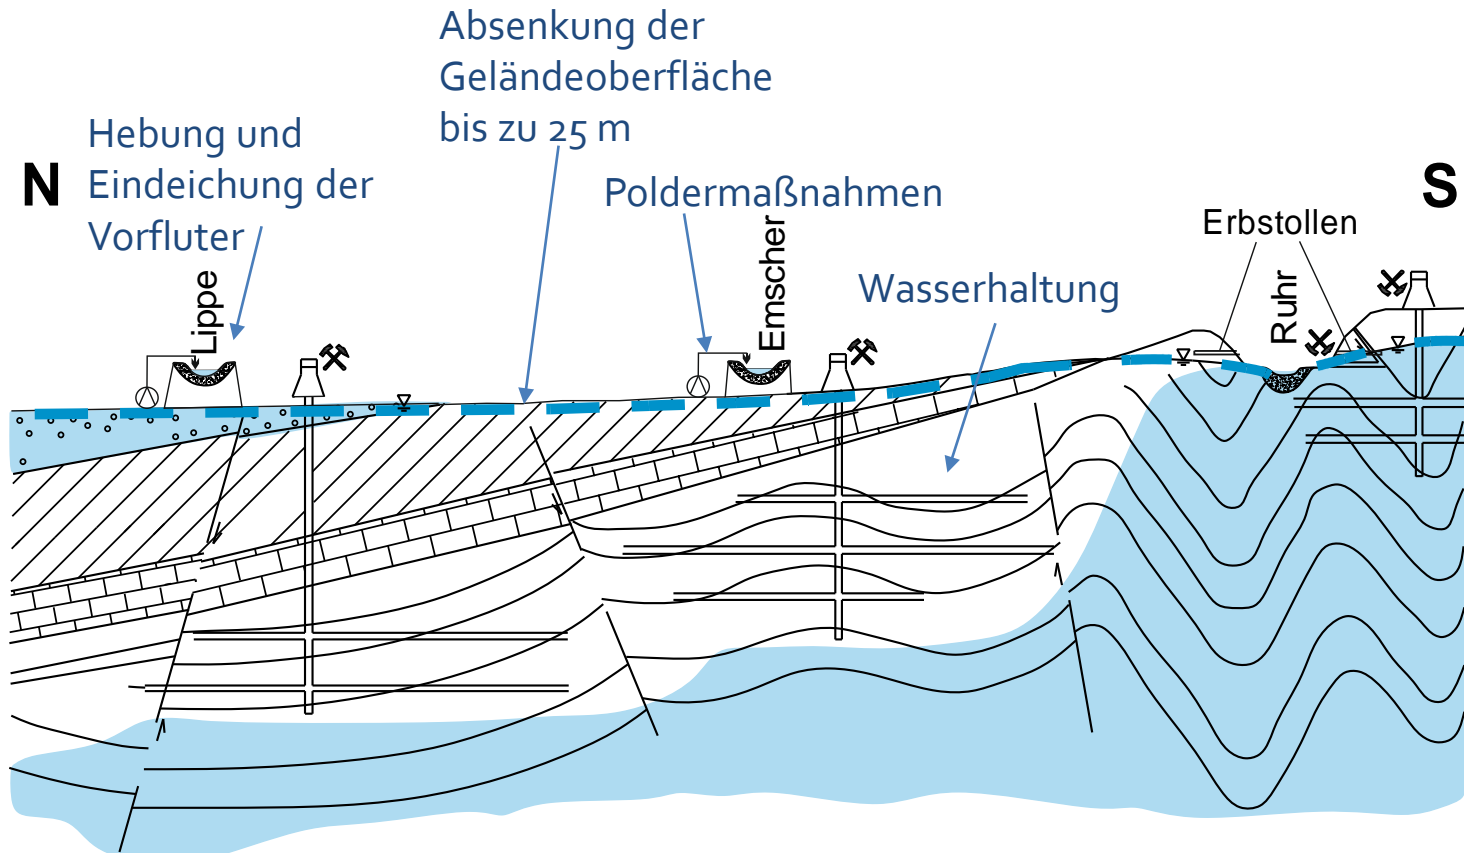 Absenkung der
Geländeoberfläche
bis zu 25 m
Hebung und
Eindeichung der
Vorfluter
N
S
Poldermaßnahmen
Erbstollen
Wasserhaltung
Lippe
Emscher
Ruhr